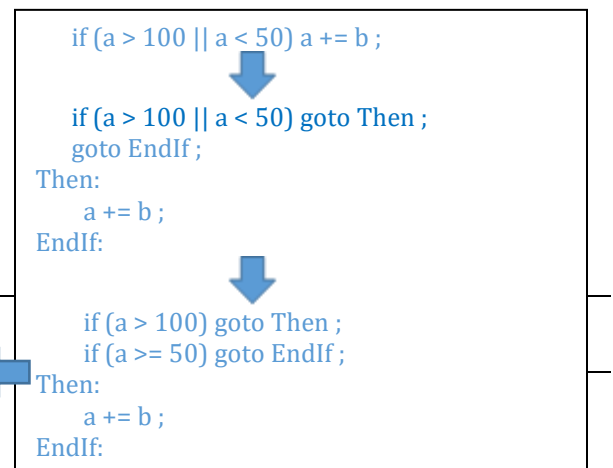 if (a > 100 || a < 50) a += b ;
if (a > 100 || a < 50) goto Then ;
goto EndIf ;
Then:
a += b ;
EndIf:
if (a > 100) goto Then ;
if (a >= 50) goto EndIf ;
Then:
a += b ;
EndIf: